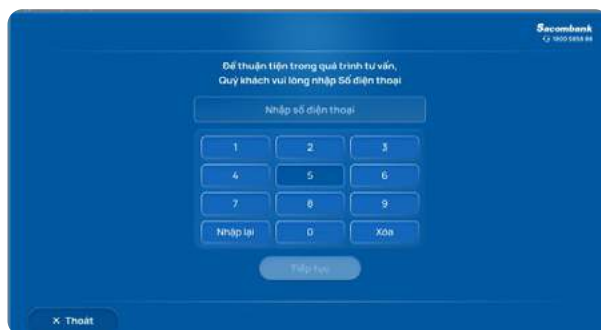 Sacombank
1800 5858 88
Để thuận tiện trong quá trình tư vấn,
Quý khách vui lòng nhập Số điện thoại
Nhập số điện thoại
1 2 3
4 5 6
7 8 9
Nhập lại 0 Xóa
Tiếp tục
× Thoát